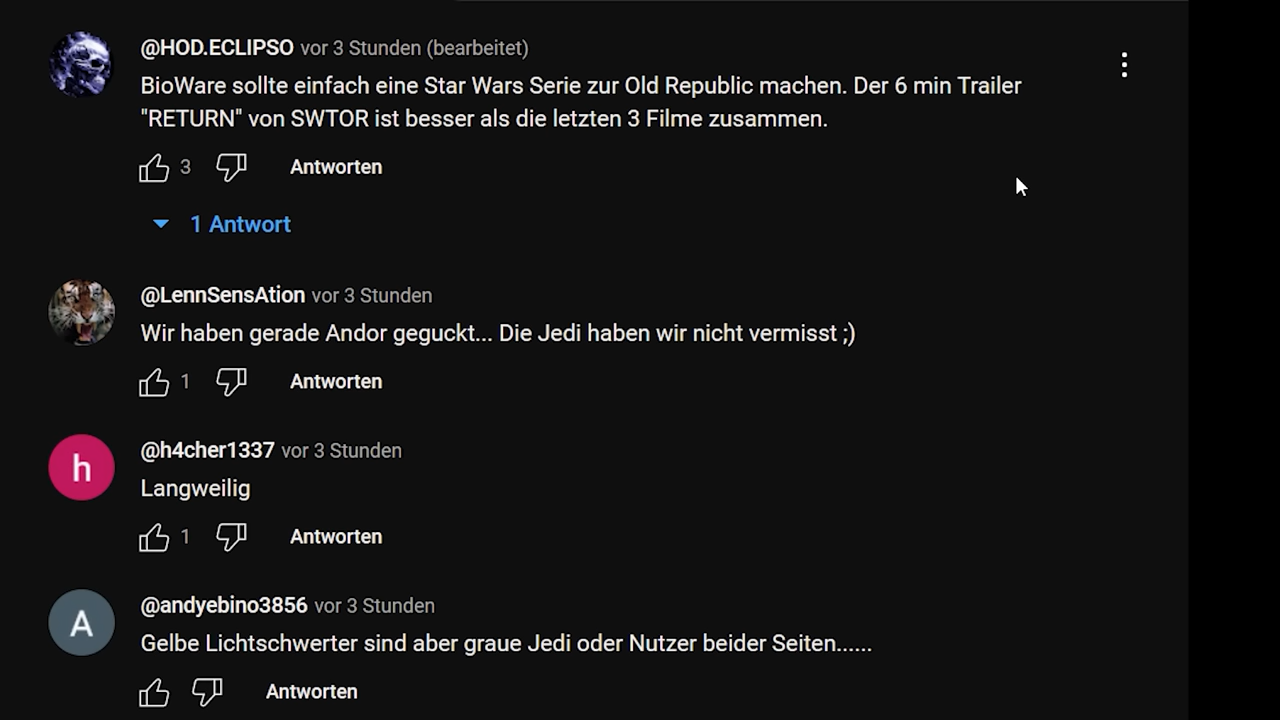 @HOD.ECLIPSO vor 3 Stunden (bearbeitet)
BioWare sollte einfach eine Star Wars Serie zur Old Republic machen. Der 6 min Trailer
"RETURN" von SWTOR ist besser als die letzten 3 Filme zusammen.
3 Antworten
1 Antwort
@LennSensAtion vor 3 Stunden
Wir haben gerade Andor geguckt... Die Jedi haben wir nicht vermisst ;)
1 Antworten
h
@h4cher1337 vor 3 Stunden
Langweilig
1 Antworten
A
@andyebino3856 vor 3 Stunden
Gelbe Lichtschwerter sind aber graue Jedi oder Nutzer beider Seiten......
Antworten